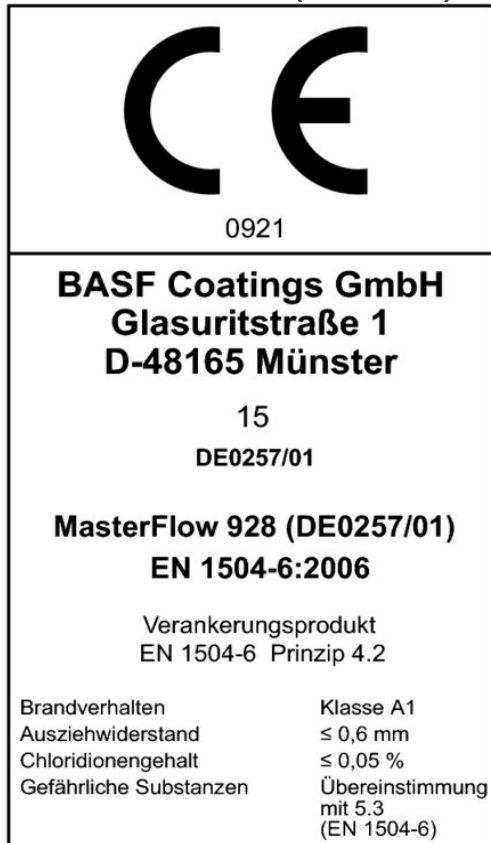 CE
0921
BASF Coatings GmbH
Glasuritstraße 1
D-48165 Münster
15
DE0257/01
MasterFlow 928 (DE0257/01)
EN 1504-6:2006
Verankerungsprodukt
EN 1504-6 Prinzip 4.2
Brandverhalten Klasse A1
Ausziehwiderstand ≤ 0,6 mm
Chloridionengehalt ≤ 0,05 %
Gefährliche Substanzen Übereinstimmung
mit 5.3
(EN 1504-6)